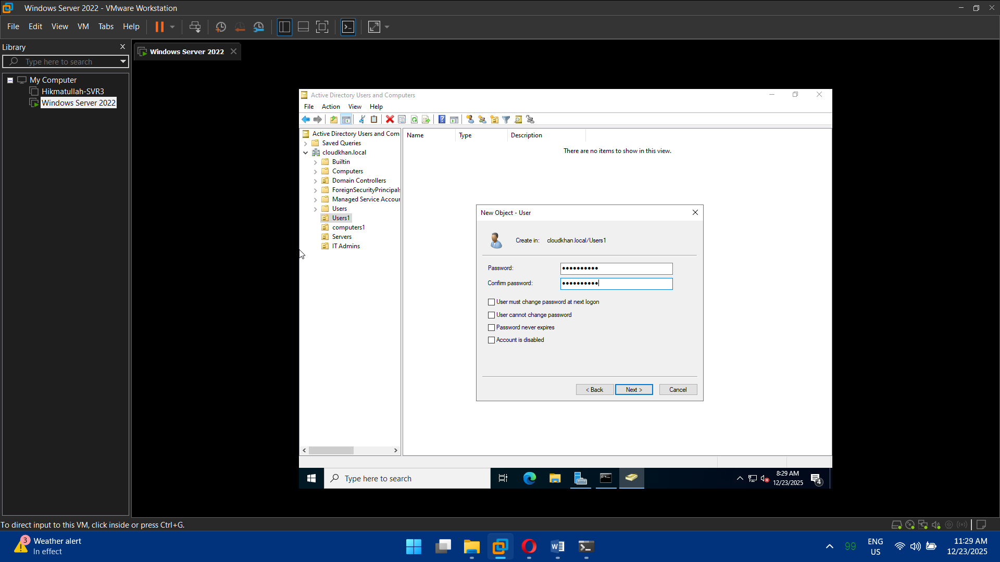 Windows Server 2022 - VMware Workstation
File Edit View VM Tabs Help
Library
Type here to search
My Computer
Hikmatullah-SVR3
Windows Server 2022
Windows Server 2022
Active Directory Users and Computers
File Action View Help
Active Directory Users and Com
Saved Queries
cloudkhan.local
Builtin
Computers
Domain Controllers
ForeignSecurityPrincipals
Managed Service Accour
Users
Users1
computers1
Servers
IT Admins
Name Type Description
There are no items to show in this view.
New Object - User
Create in: cloudkhan.local/Users1
Password: ●●●●●●●●●●
Confirm password: ●●●●●●●●●●
User must change password at next logon
User cannot change password
Password never expires
Account is disabled
< Back Next > Cancel
Type here to search
8:29 AM
12/23/2025
4
To direct input to this VM, click inside or press Ctrl+G.
3
Weather alert
In effect
99
ENG
US
11:29 AM
12/23/2025